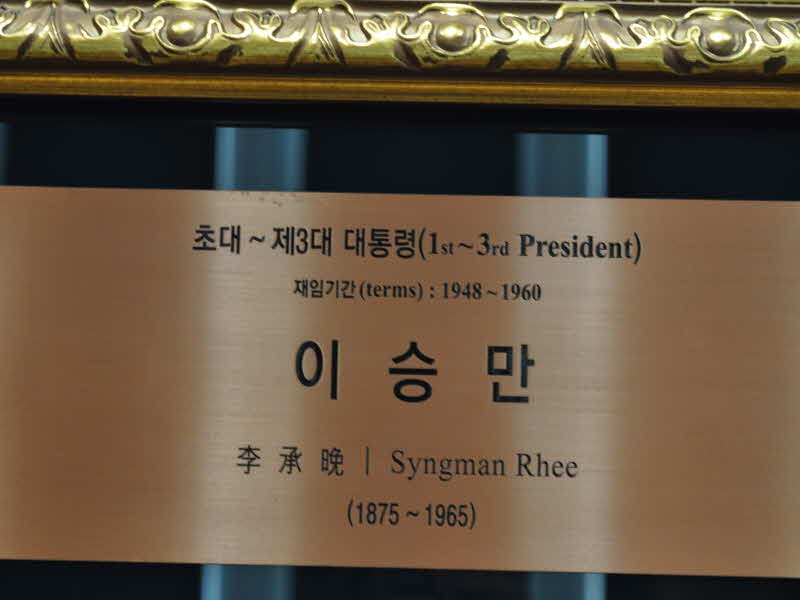 초대 ~ 제3대 대통령(1st ~ 3rd President)
재임기간(terms) : 1948 ~ 1960
이 승 만
李 承 晩 | Syngman Rhee
(1875 ~ 1965)